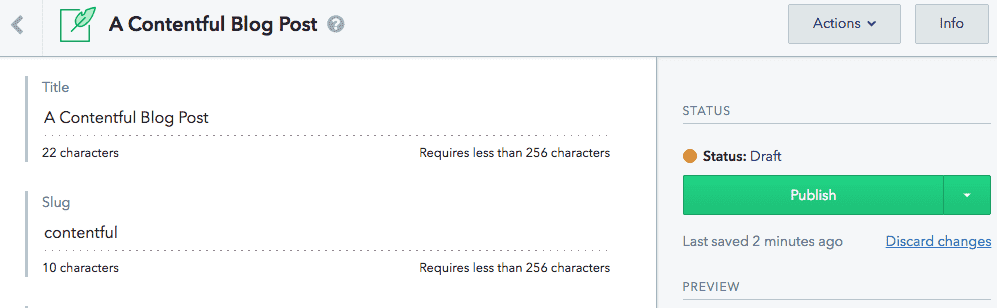 A Contentful Blog Post ?
Actions
Info
Title
A Contentful Blog Post
22 characters
Requires less than 256 characters
Slug
contentful
10 characters
Requires less than 256 characters
STATUS
Status: Draft
Publish
Last saved 2 minutes ago
Discard changes
PREVIEW